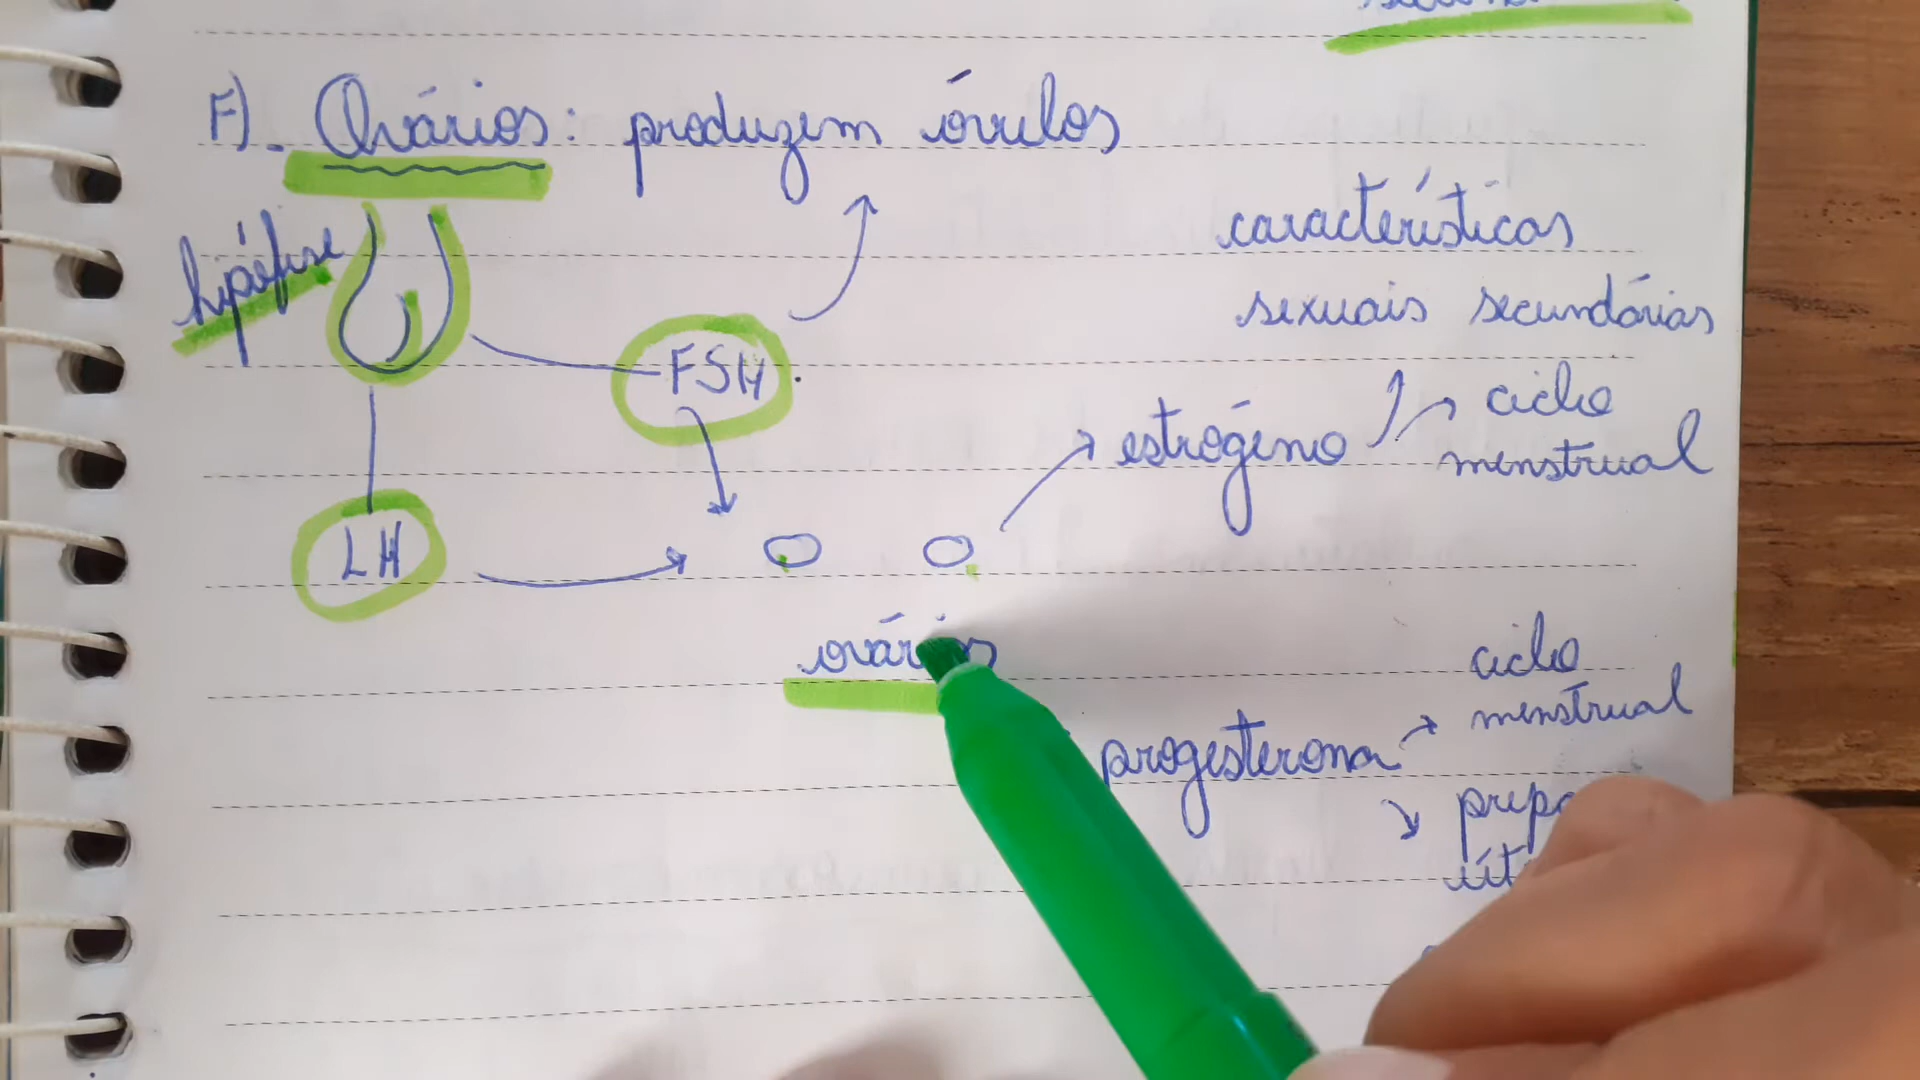 F). Ovários: produzem óvulos
hipófise
características
sexuais secundárias
FSH
ciclo
menstrual
estrógeno
LH
ovários
ciclo
menstrual
progesterona